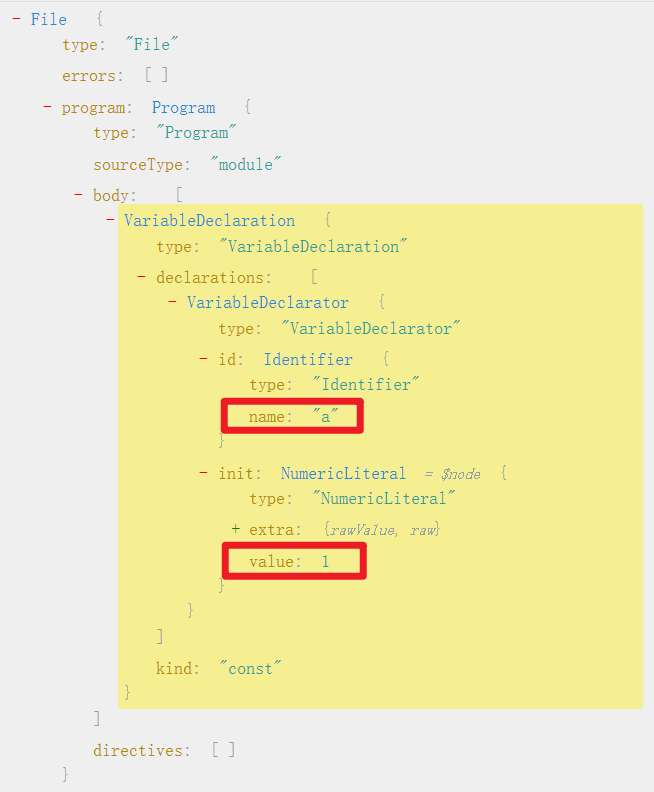 - File {
type: "File"
errors: [ ]
- program: Program {
type: "Program"
sourceType: "module"
- body: [
- VariableDeclaration {
type: "VariableDeclaration"
- declarations: [
- VariableDeclarator {
type: "VariableDeclarator"
- id: Identifier {
type: "Identifier"
name: "a"
}
- init: NumericLiteral = $node {
type: "NumericLiteral"
+ extra: {rawValue, raw}
value: 1
}
}
]
kind: "const"
}
]
directives: [ ]
}